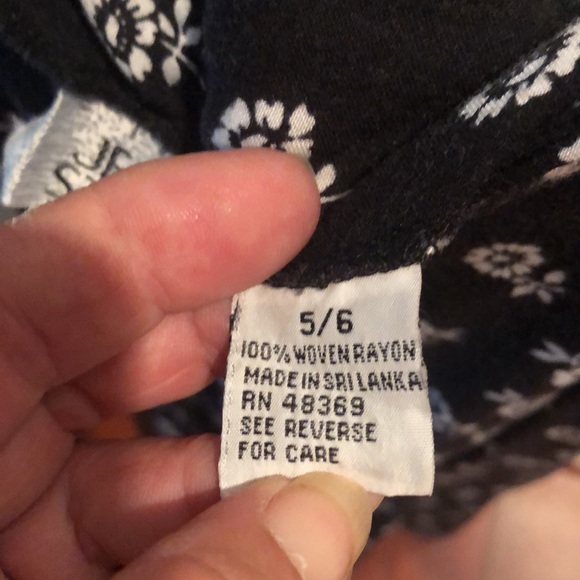 5/6
100% WOVEN RAYON
MADE IN SRI LANKA
RN 48369
SEE REVERSE
FOR CARE